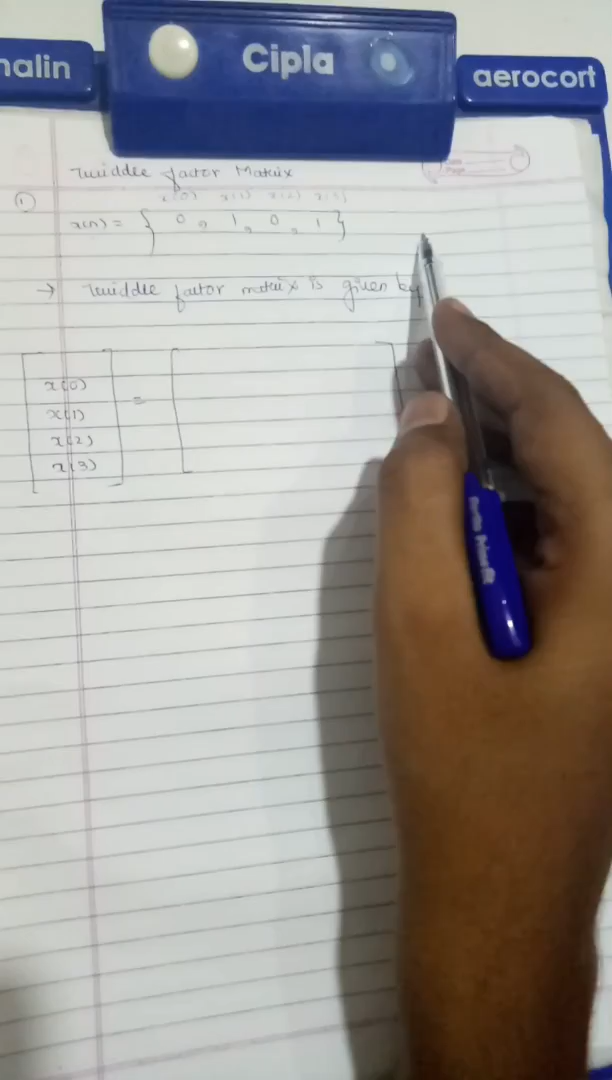 nalin
Cipla
aerocort
Twiddle factor Matrix
x(0) x(1) x(2) x(3)
① x(n) = { 0, 1, 0, 1 }
→ Twiddle factor matrix is given by
x(0)
x(1) =
x(2)
x(3)